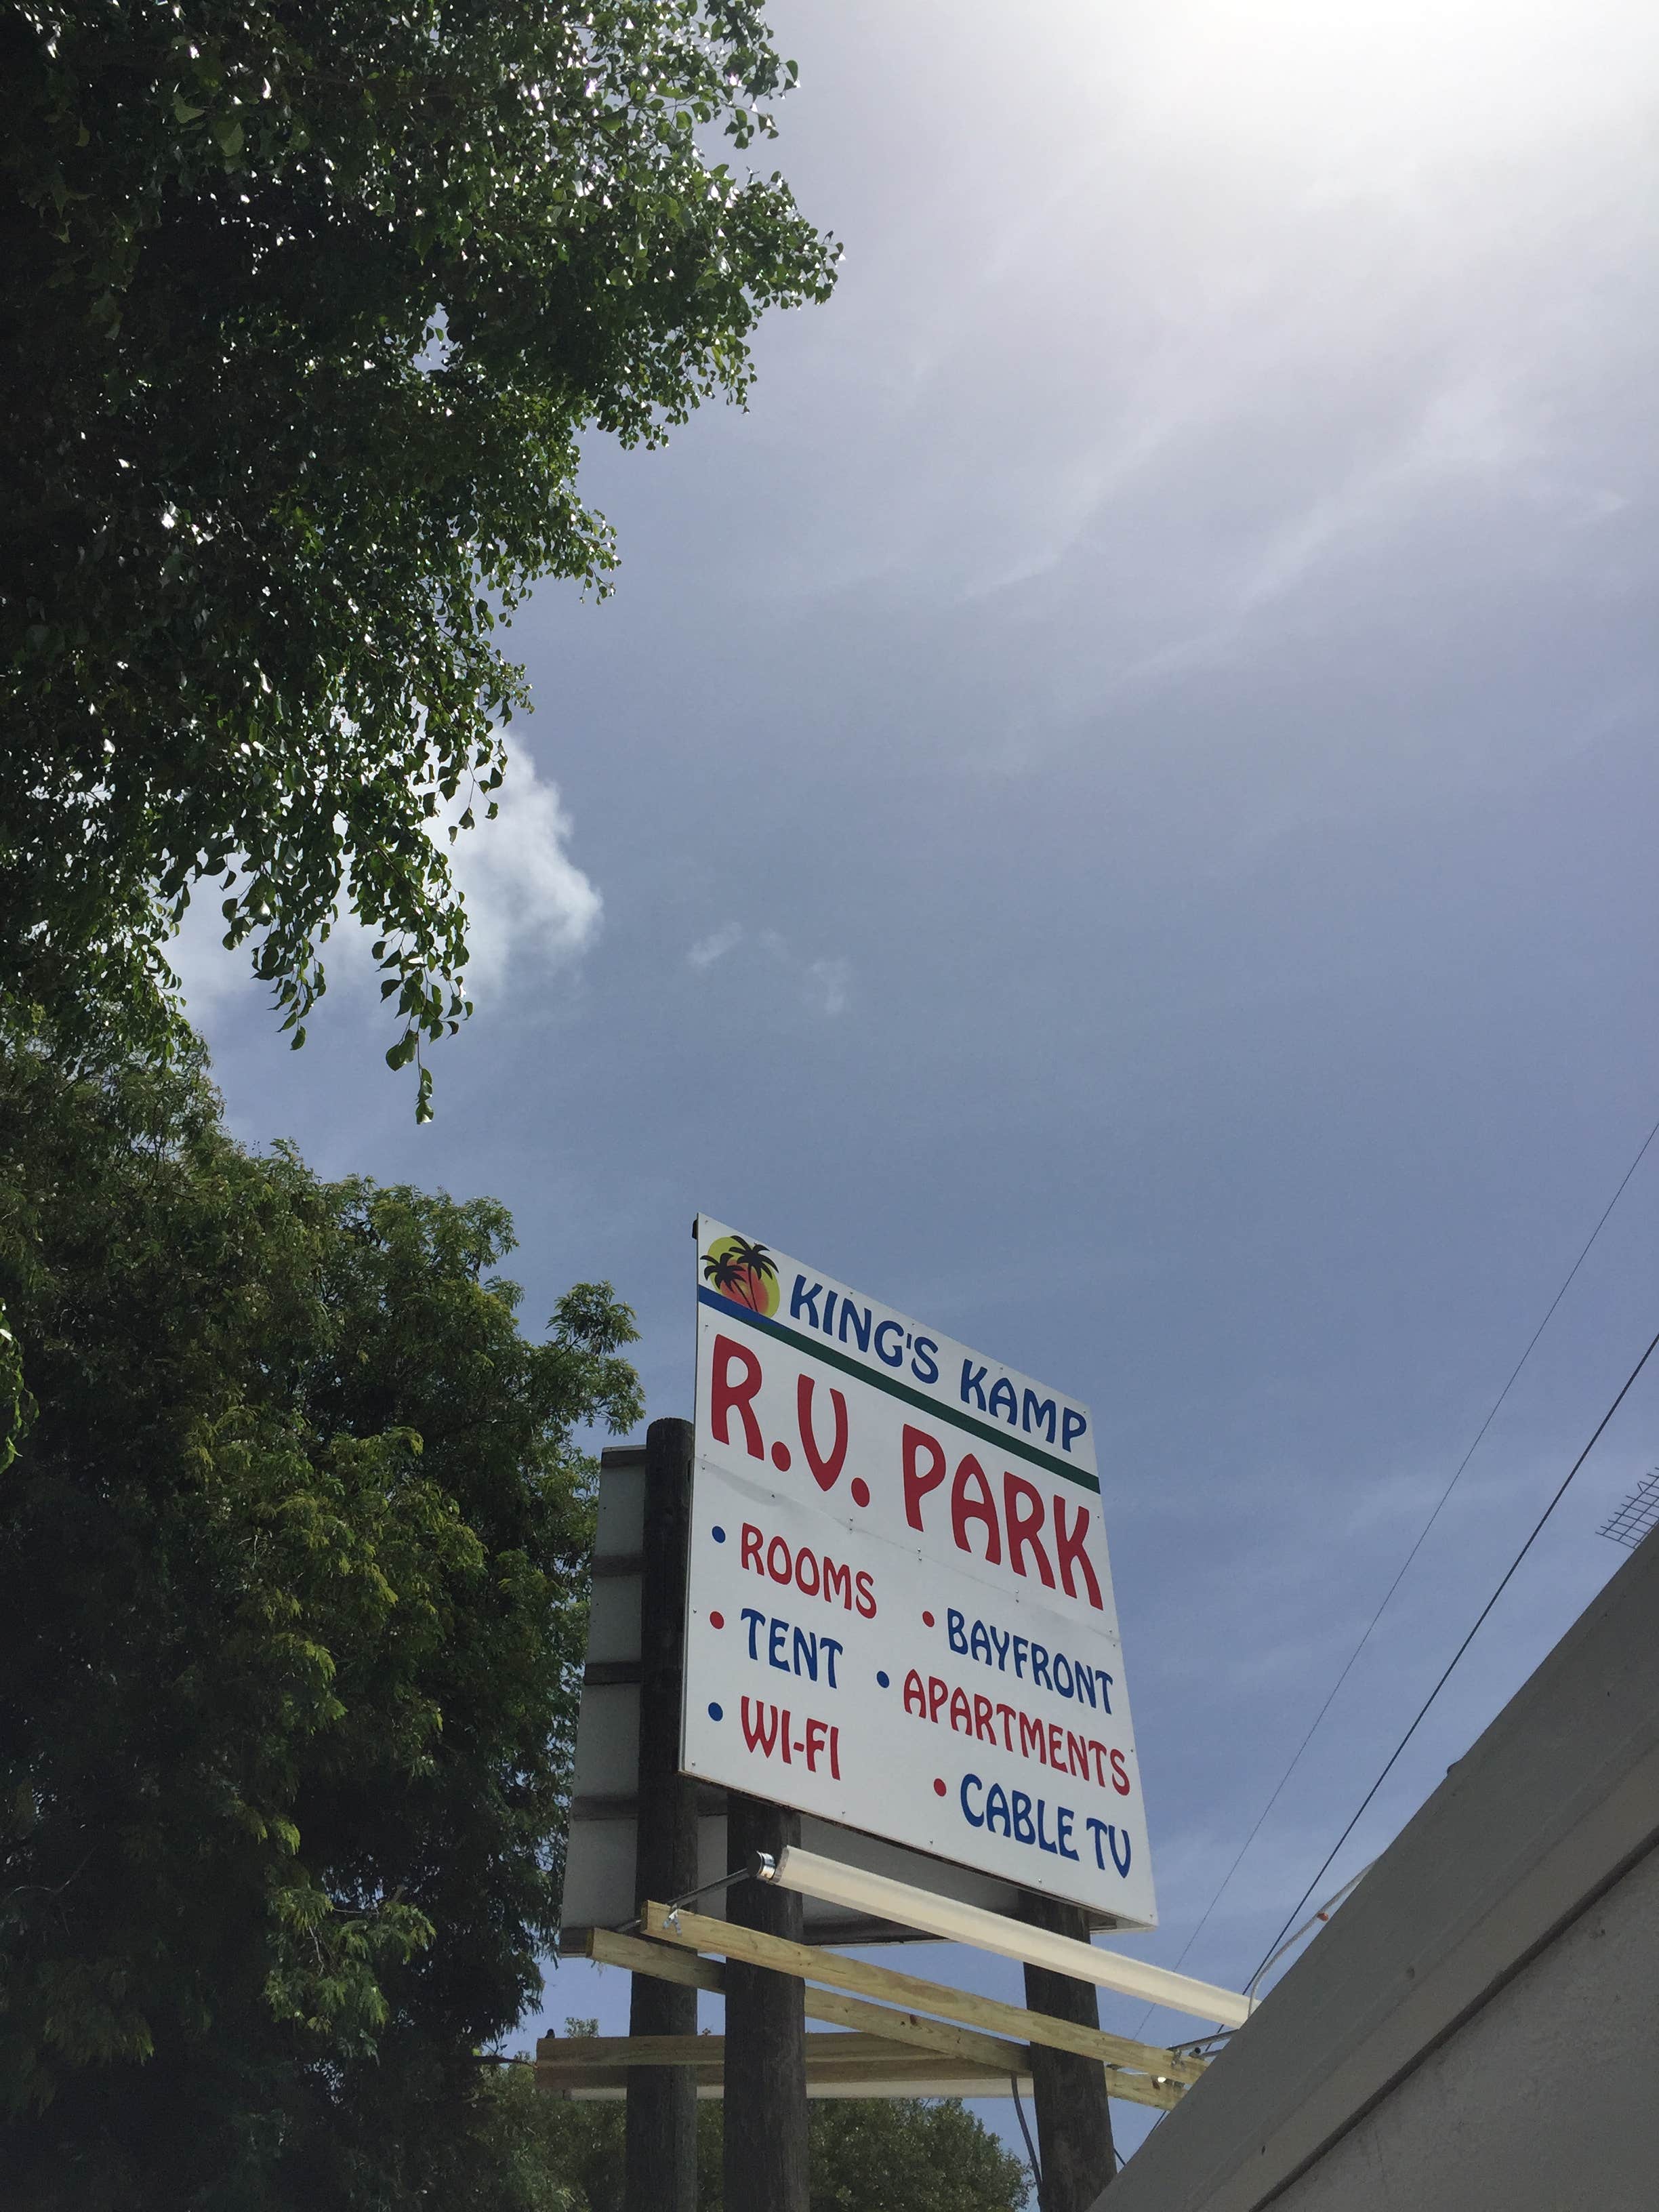 KING'S KAMP
R.V. PARK
• ROOMS
• TENT
• WI-FI
• BAYFRONT
• APARTMENTS
• CABLE TV